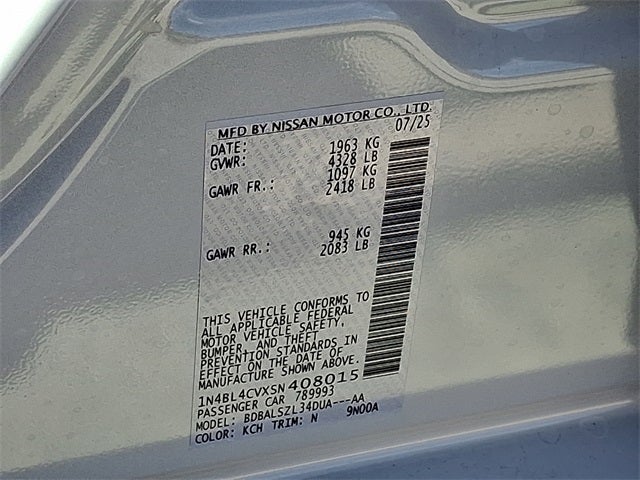 MFD BY NISSAN MOTOR CO., LTD.
DATE: 07/25
GVWR: 1963 KG
4328 LB
GAWR FR.: 1097 KG
2418 LB
GAWR RR.: 945 KG
2083 LB
THIS VEHICLE CONFORMS TO
ALL APPLICABLE FEDERAL
MOTOR VEHICLE SAFETY,
BUMPER, AND THEFT
PREVENTION STANDARDS IN
EFFECT ON THE DATE OF
MANUFACTURE SHOWN ABOVE.
1N4BL4CVXSN408015
PASSENGER CAR 789993
MODEL: BDBALSZL34DUA---AA
COLOR: KCH TRIM: N 9N00A